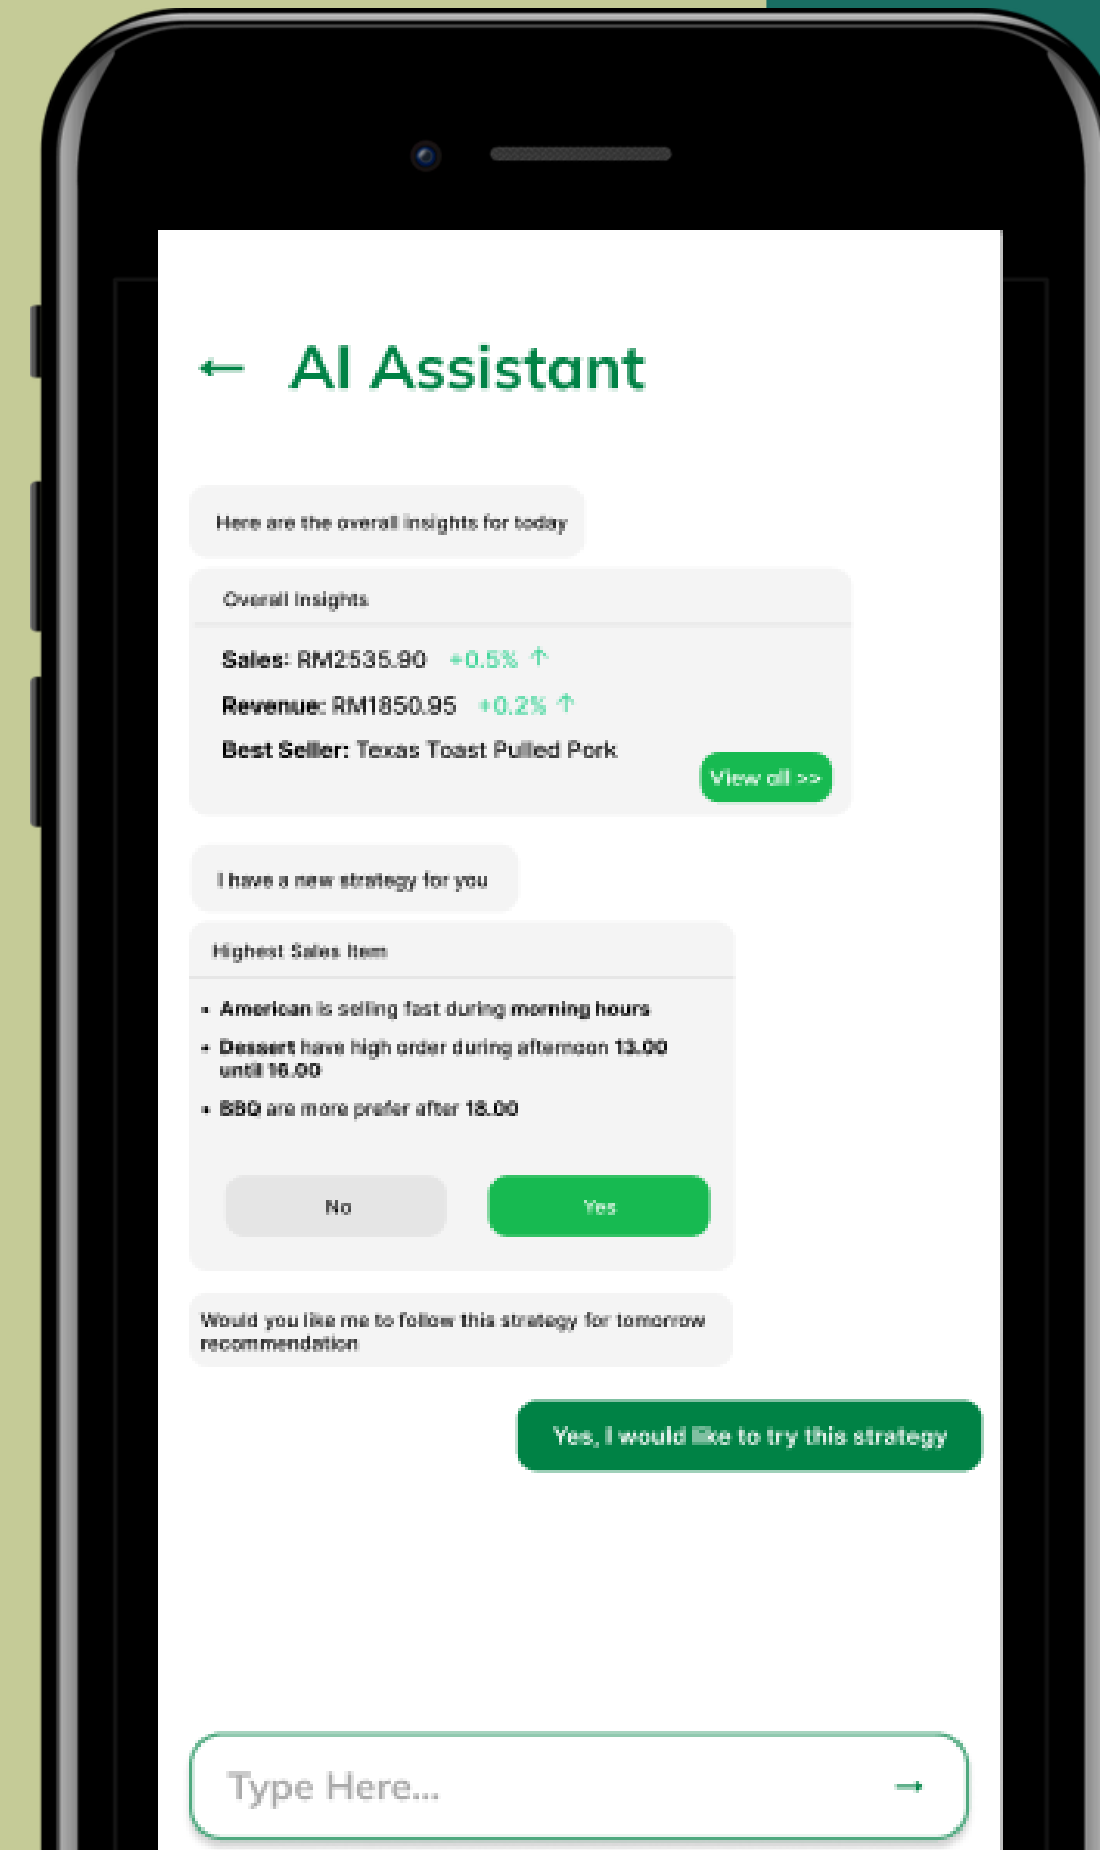 ← AI Assistant
Here are the overall insights for today
Overall Insights
Sales: RM2535.90 +0.5% ↑
Revenue: RM1850.95 +0.2% ↑
Best Seller: Texas Toast Pulled Pork
View all >>
I have a new strategy for you
Highest Sales Item
• American is selling fast during morning hours
• Dessert have high order during afternoon 13.00
until 16.00
• BBQ are more prefer after 18.00
No Yes
Would you like me to follow this strategy for tomorrow
recommendation
Yes, I would like to try this strategy
Type Here... →